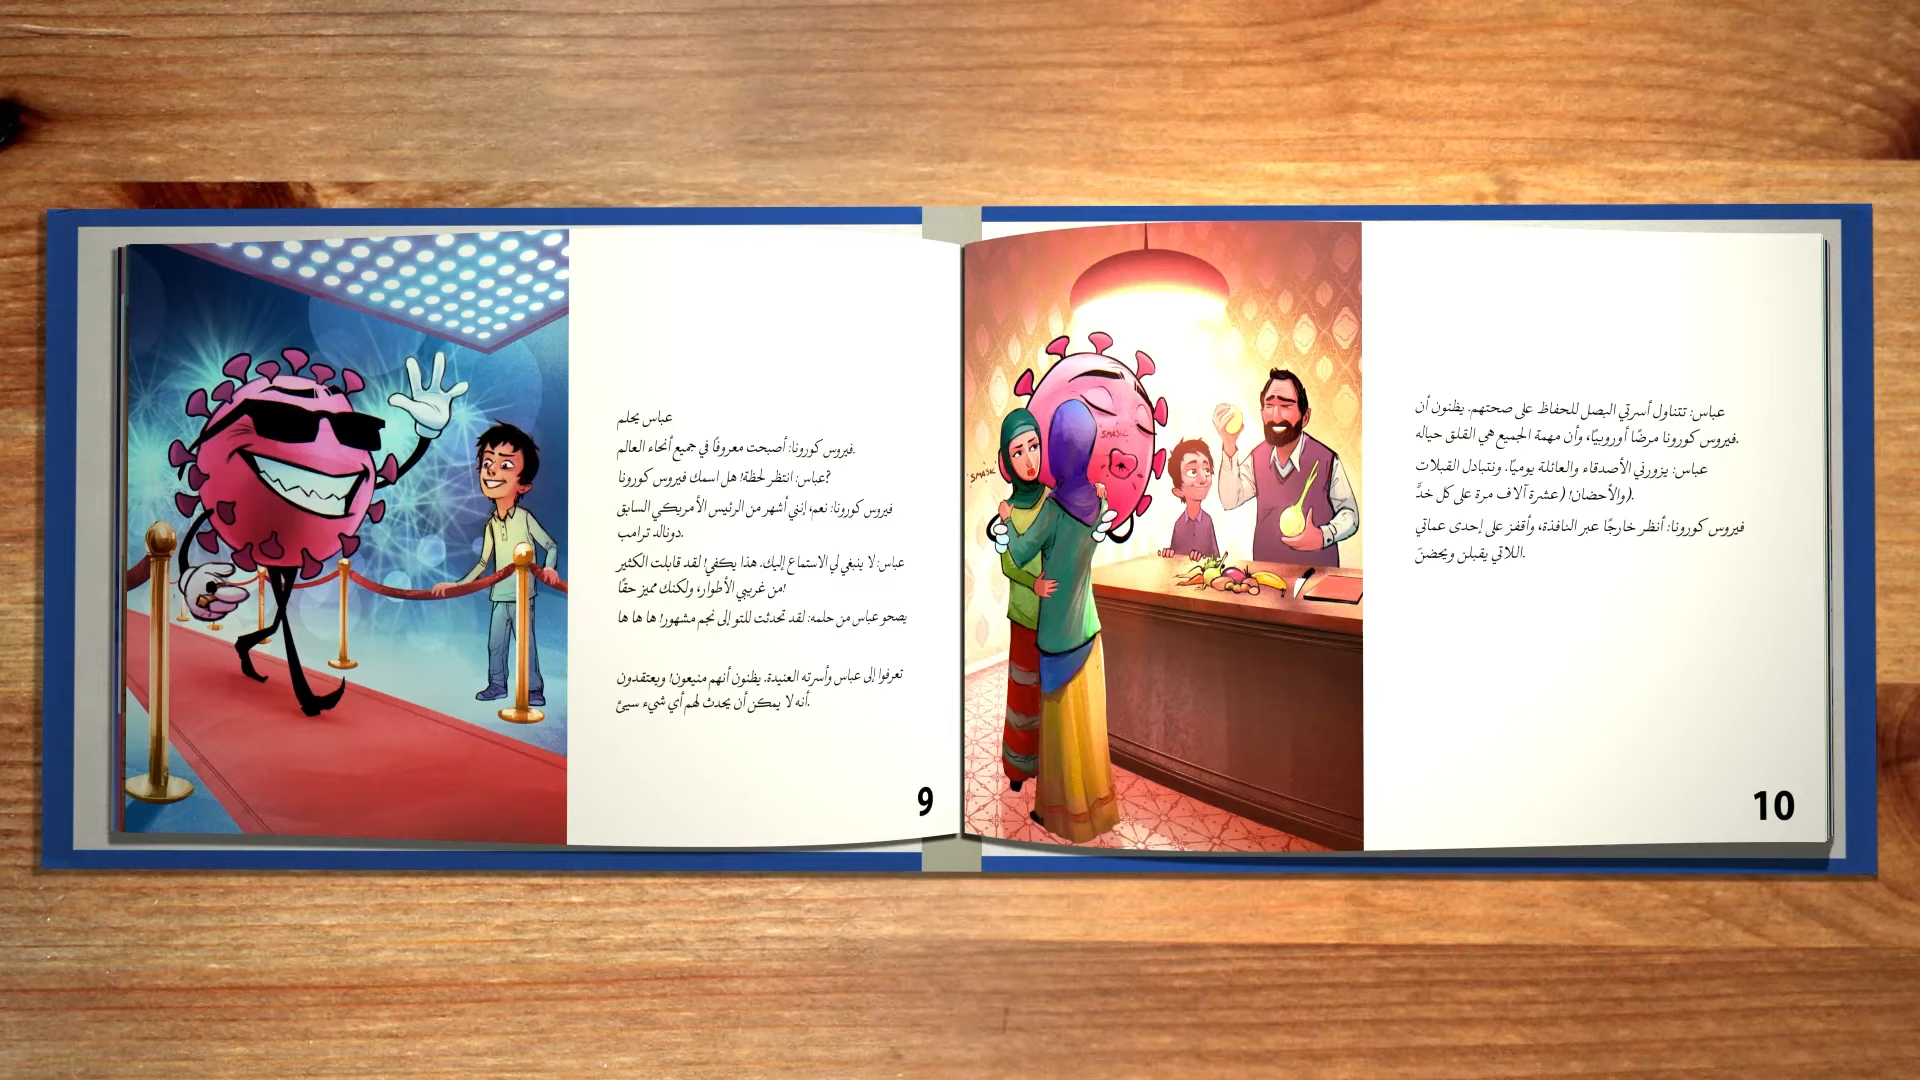 عباس يحلم
فيروس كورونا: أصبحت معروفًا في جميع أنحاء العالم.
عباس: انتظر لحظة! هل اسمك فيروس كورونا?
فيروس كورونا: نعم، إنني أشهر من الرئيس الأمريكي السابق
دونالد ترامب.
عباس: لا ينبغي لي الاستماع إليك. هذا يكفي! لقد قابلت الكثير
من غريبي الأطوار، ولكنك مميز حقًا!
يصحو عباس من حلمه: لقد تحدثت للتو إلى نجم مشهور! ها ها ها
تعرفوا إلى عباس وأسرته العنيدة. يظنون أنهم منيعون! ويعتقدون
أنه لا يمكن أن يحدث لهم أي شيء سيئ.
9
SMASK
SMASK
عباس: تتناول أسرتي البصل للحفاظ على صحتهم. يظنون أن
فيروس كورونا مرضًا أوروبيًا، وأن مهمة الجميع هي القلق حياله.
عباس: يزورني الأصدقاء والعائلة يوميًا. ونتبادل القبلات
والأحضان! (عشرة آلاف مرة على كل خدّ).
فيروس كورونا: أنظر خارجًا عبر النافذة، وأقفز على إحدى عماتي
اللاتي يقبلن ويحضنّ.
10